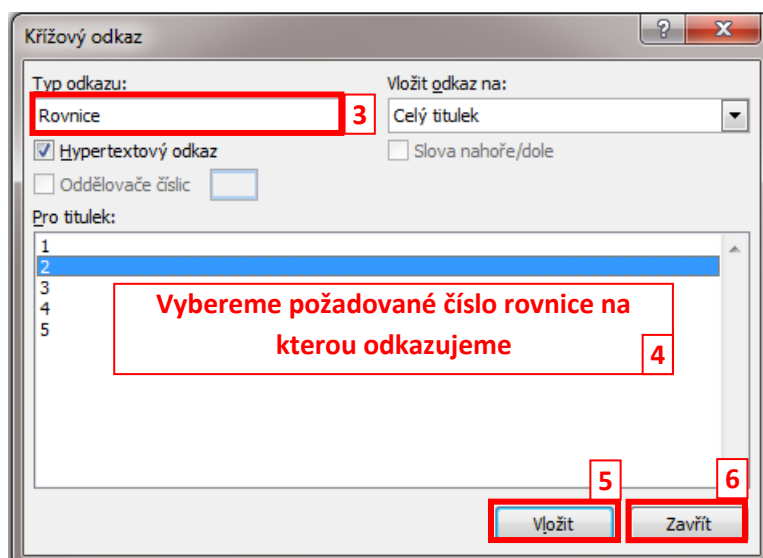 Křížový odkaz
Typ odkazu:
Vložit odkaz na:
Rovnice
3
Celý titulek
Hypertextový odkaz
Slova nahoře/dole
Oddělovače číslic
Pro titulek:
1
2
3
4
5
Vybereme požadované číslo rovnice na
kterou odkazujeme
4
5
6
Vložit
Zavřít